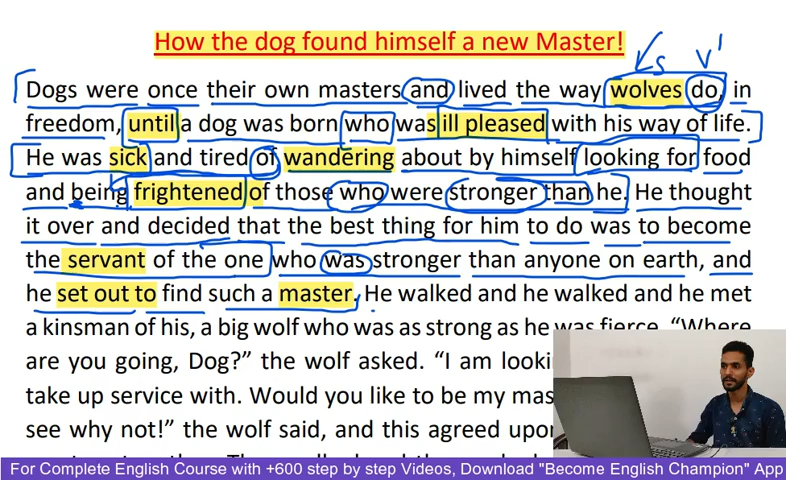 How the dog found himself a new Master!
S V'
Dogs were once their own masters and lived the way wolves do, in
freedom, until a dog was born who was ill pleased with his way of life.
He was sick and tired of wandering about by himself looking for food
and being frightened of those who were stronger than he. He thought
it over and decided that the best thing for him to do was to become
the servant of the one who was stronger than anyone on earth, and
he set out to find such a master. He walked and he walked and he met
a kinsman of his, a big wolf who was as strong as he was fierce. "Where
are you going, Dog?" the wolf asked. "I am
take up service with. Would you like to be my
see why not!" the wolf said, and this agreed
For Complete English Course with +600 step by step Videos, Download "Become English Champion" App